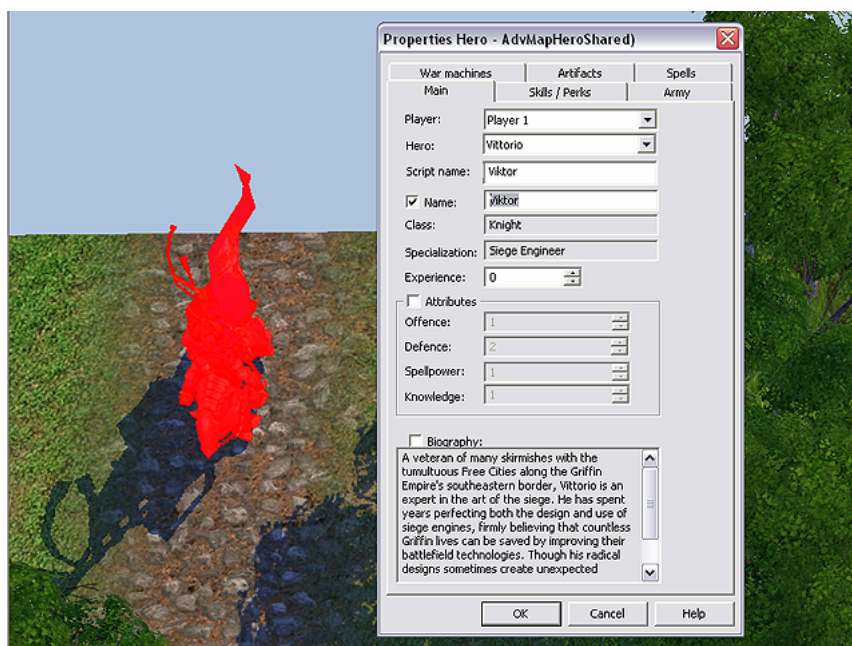 Properties Hero - AdvMapHeroShared)
War machines Artifacts Spells
Main Skills / Perks Army
Player: Player 1
Hero: Vittorio
Script name: Viktor
Name: Viktor
Class: Knight
Specialization: Siege Engineer
Experience: 0
Attributes
Offence: 1
Defence: 2
Spellpower: 1
Knowledge: 1
Biography:
A veteran of many skirmishes with the
tumultuous Free Cities along the Griffin
Empire's southeastern border, Vittorio is an
expert in the art of the siege. He has spent
years perfecting both the design and use of
siege engines, firmly believing that countless
Griffin lives can be saved by improving their
battlefield technologies. Though his radical
designs sometimes create unexpected
OK Cancel Help